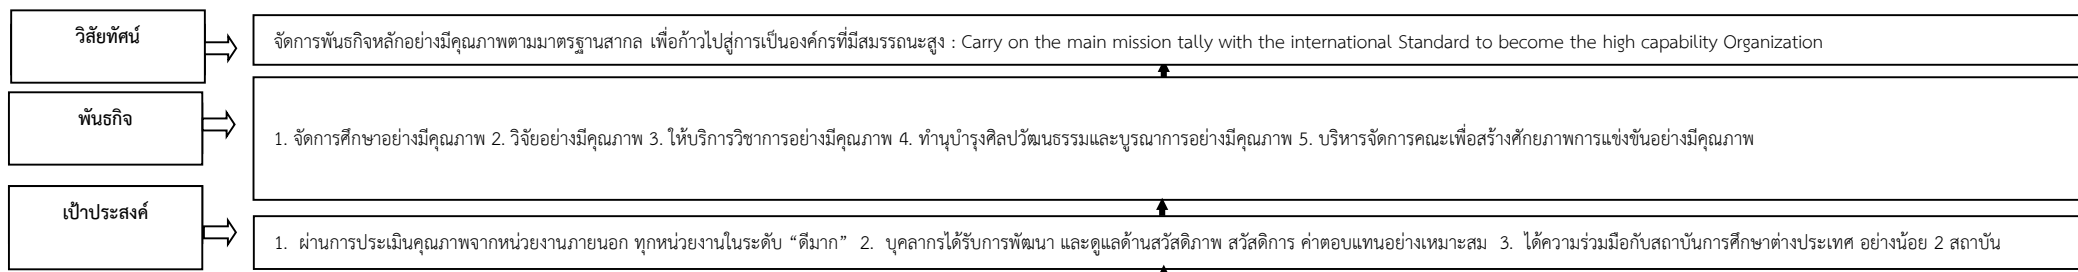 วิสัยทัศน์
จัดการพันธกิจหลักอย่างมีคุณภาพตามมาตรฐานสากล เพื่อก้าวไปสู่การเป็นองค์กรที่มีสมรรถนะสูง : Carry on the main mission tally with the international Standard to become the high capability Organization
พันธกิจ
1. จัดการศึกษาอย่างมีคุณภาพ 2. วิจัยอย่างมีคุณภาพ 3. ให้บริการวิชาการอย่างมีคุณภาพ 4. ทำนุบำรุงศิลปวัฒนธรรมและบูรณาการอย่างมีคุณภาพ 5. บริหารจัดการคณะเพื่อสร้างศักยภาพการแข่งขันอย่างมีคุณภาพ
เป้าประสงค์
1. ผ่านการประเมินคุณภาพจากหน่วยงานภายนอก ทุกหน่วยงานในระดับ “ดีมาก” 2. บุคลากรได้รับการพัฒนา และดูแลด้านสวัสดิภาพ สวัสดิการ ค่าตอบแทนอย่างเหมาะสม 3. ได้ความร่วมมือกับสถาบันการศึกษาต่างประเทศ อย่างน้อย 2 สถาบัน